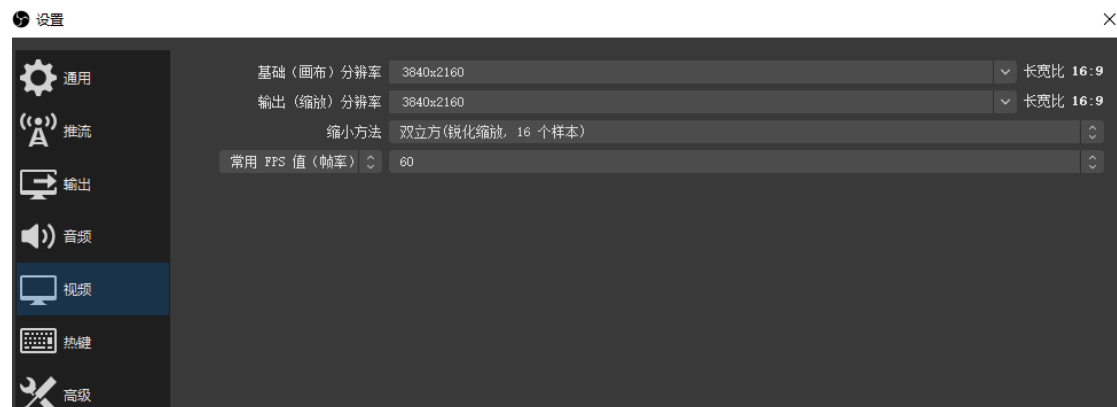 设置
通用
推流
输出
音频
视频
热键
高级
基础（画布）分辨率 3840x2160 长宽比 16:9
输出（缩放）分辨率 3840x2160 长宽比 16:9
缩小方法 双立方(锐化缩放, 16 个样本)
常用 FPS 值（帧率） 60